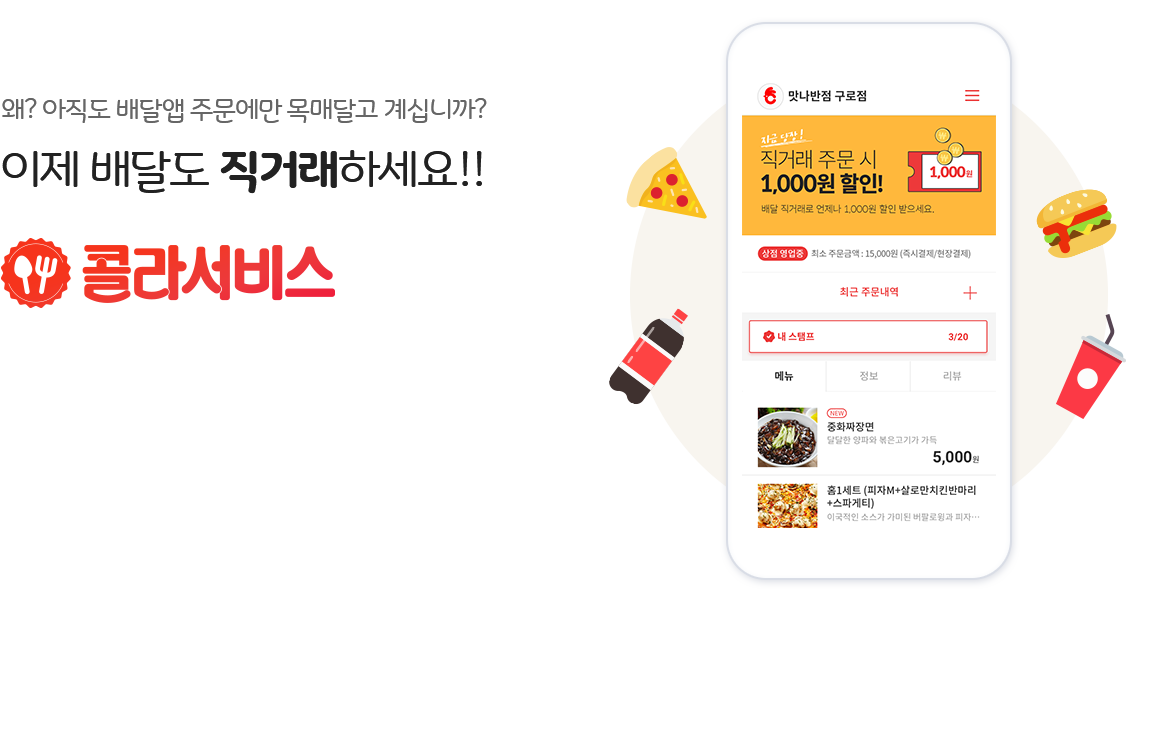 왜? 아직도 배달앱 주문에만 목매달고 계십니까?
이제 배달도 직거래하세요!!
콜라서비스
맛나반점 구로점
지금 당장!
직거래 주문 시
1,000원 할인!
1,000원
배달 직거래로 언제나 1,000원 할인 받으세요.
상점 영업중 최소 주문금액 : 15,000원 (즉시결제/현장결제)
최근 주문내역
내 스탬프 3/20
메뉴 정보 리뷰
NEW
중화짜장면
달달한 양파와 볶은고기가 가득
5,000원
홈1세트 (피자M+살로만치킨반마리
+스파게티)
이국적인 소스가 가미된 버팔로윙과 피자…